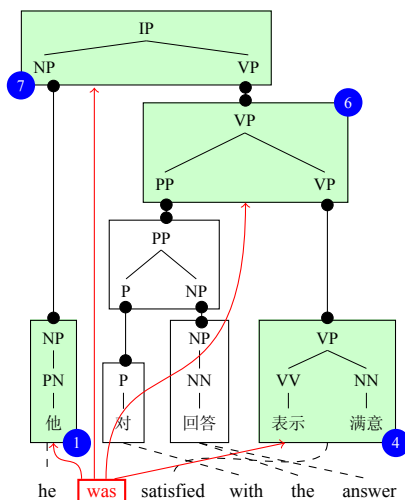 IP
NP VP
7
6
VP
PP VP
PP
P NP
NP P NP VP
PN NN VV NN
他 对 回答 表示 满意
1 4
he was satisfied with the answer